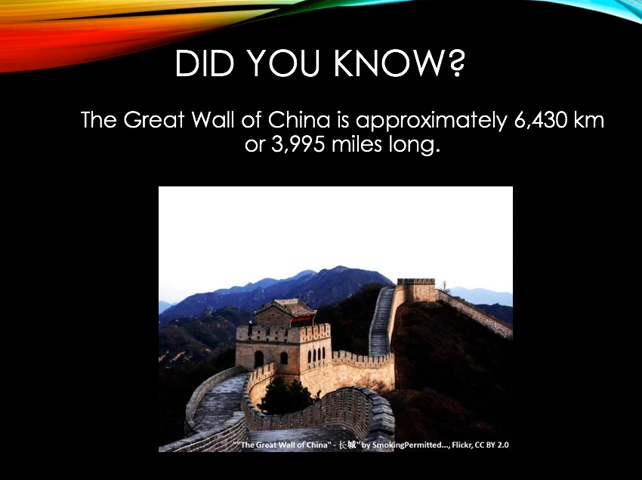 DID YOU KNOW?
The Great Wall of China is approximately 6,430 km
or 3,995 miles long.
""The Great Wall of China" - 长城" by SmokingPermitted..., Flickr, CC BY 2.0